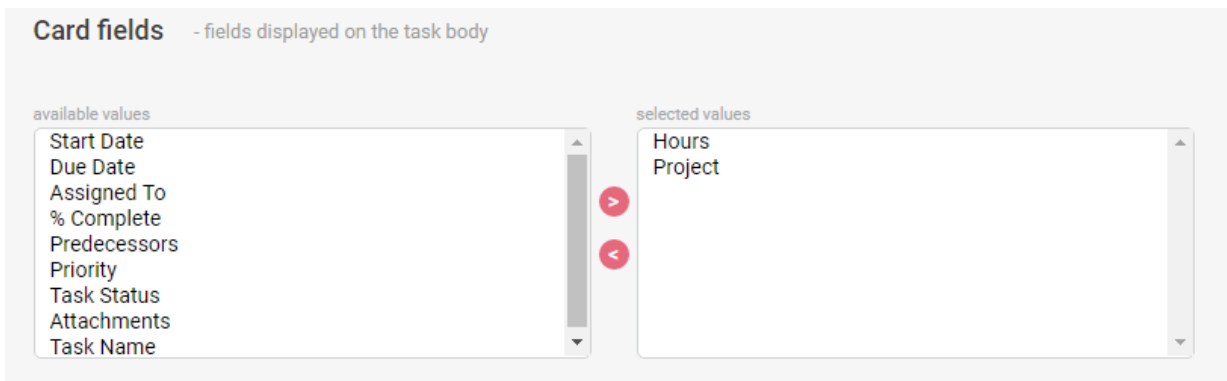 Card fields - fields displayed on the task body
available values
Start Date
Due Date
Assigned To
% Complete
Predecessors
Priority
Task Status
Attachments
Task Name
>
<
selected values
Hours
Project